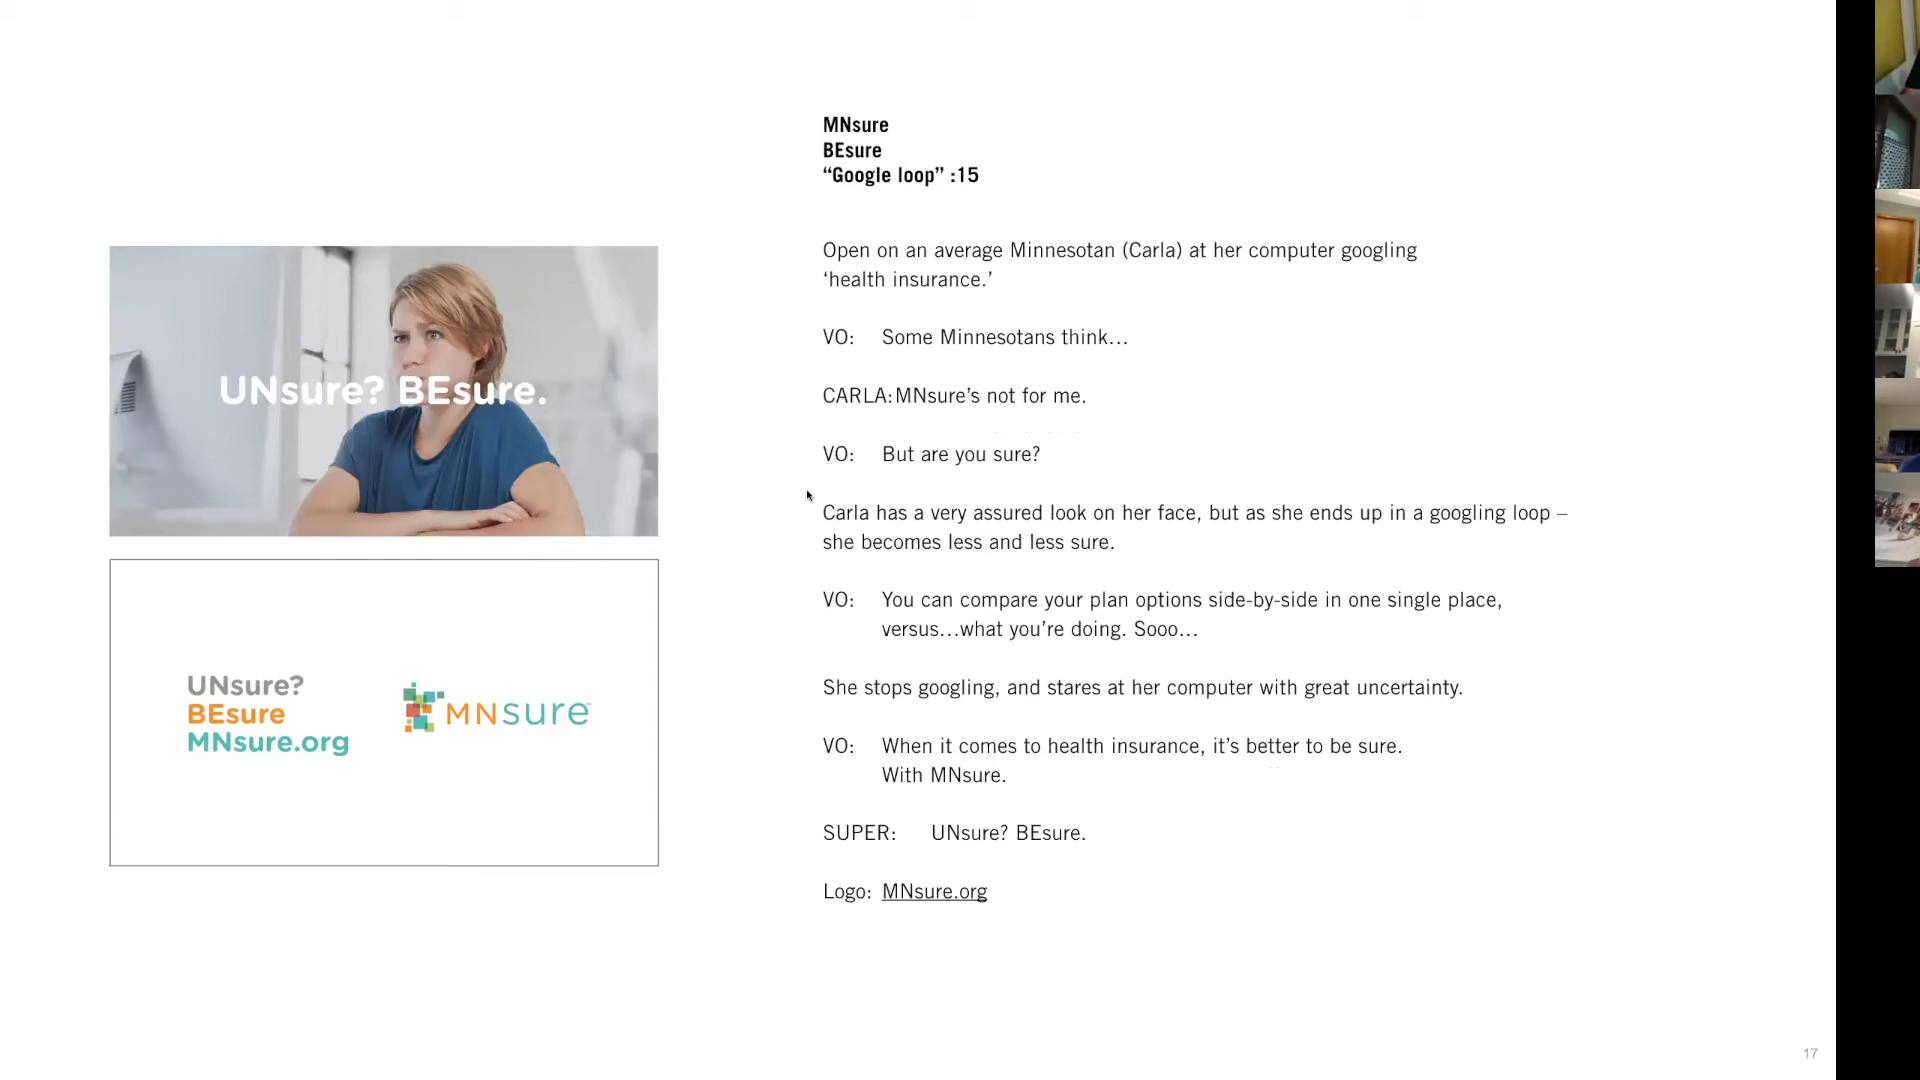 MNsure
BEsure
“Google loop” :15
Open on an average Minnesotan (Carla) at her computer googling
‘health insurance.’
VO: Some Minnesotans think…
CARLA: MNsure’s not for me.
VO: But are you sure?
Carla has a very assured look on her face, but as she ends up in a googling loop –
she becomes less and less sure.
VO: You can compare your plan options side-by-side in one single place,
versus…what you’re doing. Sooo…
She stops googling, and stares at her computer with great uncertainty.
VO: When it comes to health insurance, it’s better to be sure.
With MNsure.
SUPER: UNsure? BEsure.
Logo: MNsure.org
UNsure? BEsure.
UNsure?
BEsure
MNsure.org
MNsure
17